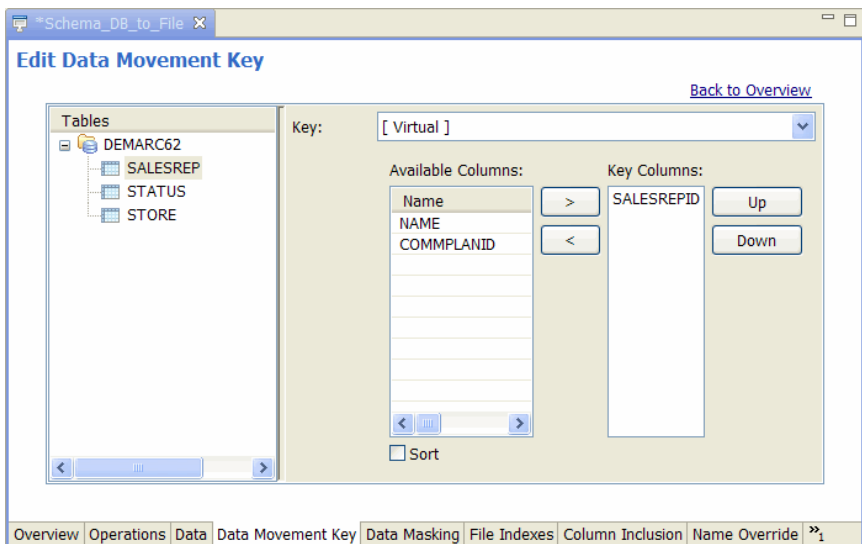 *Schema_DB_to_File
Edit Data Movement Key
Back to Overview
Tables
DEMARC62
SALESREP
STATUS
STORE
Key:
[ Virtual ]
Available Columns:
Name
NAME
COMMPLANID
>
<
Key Columns:
SALESREPID
Up
Down
Sort
Overview Operations Data Data Movement Key Data Masking File Indexes Column Inclusion Name Override »1